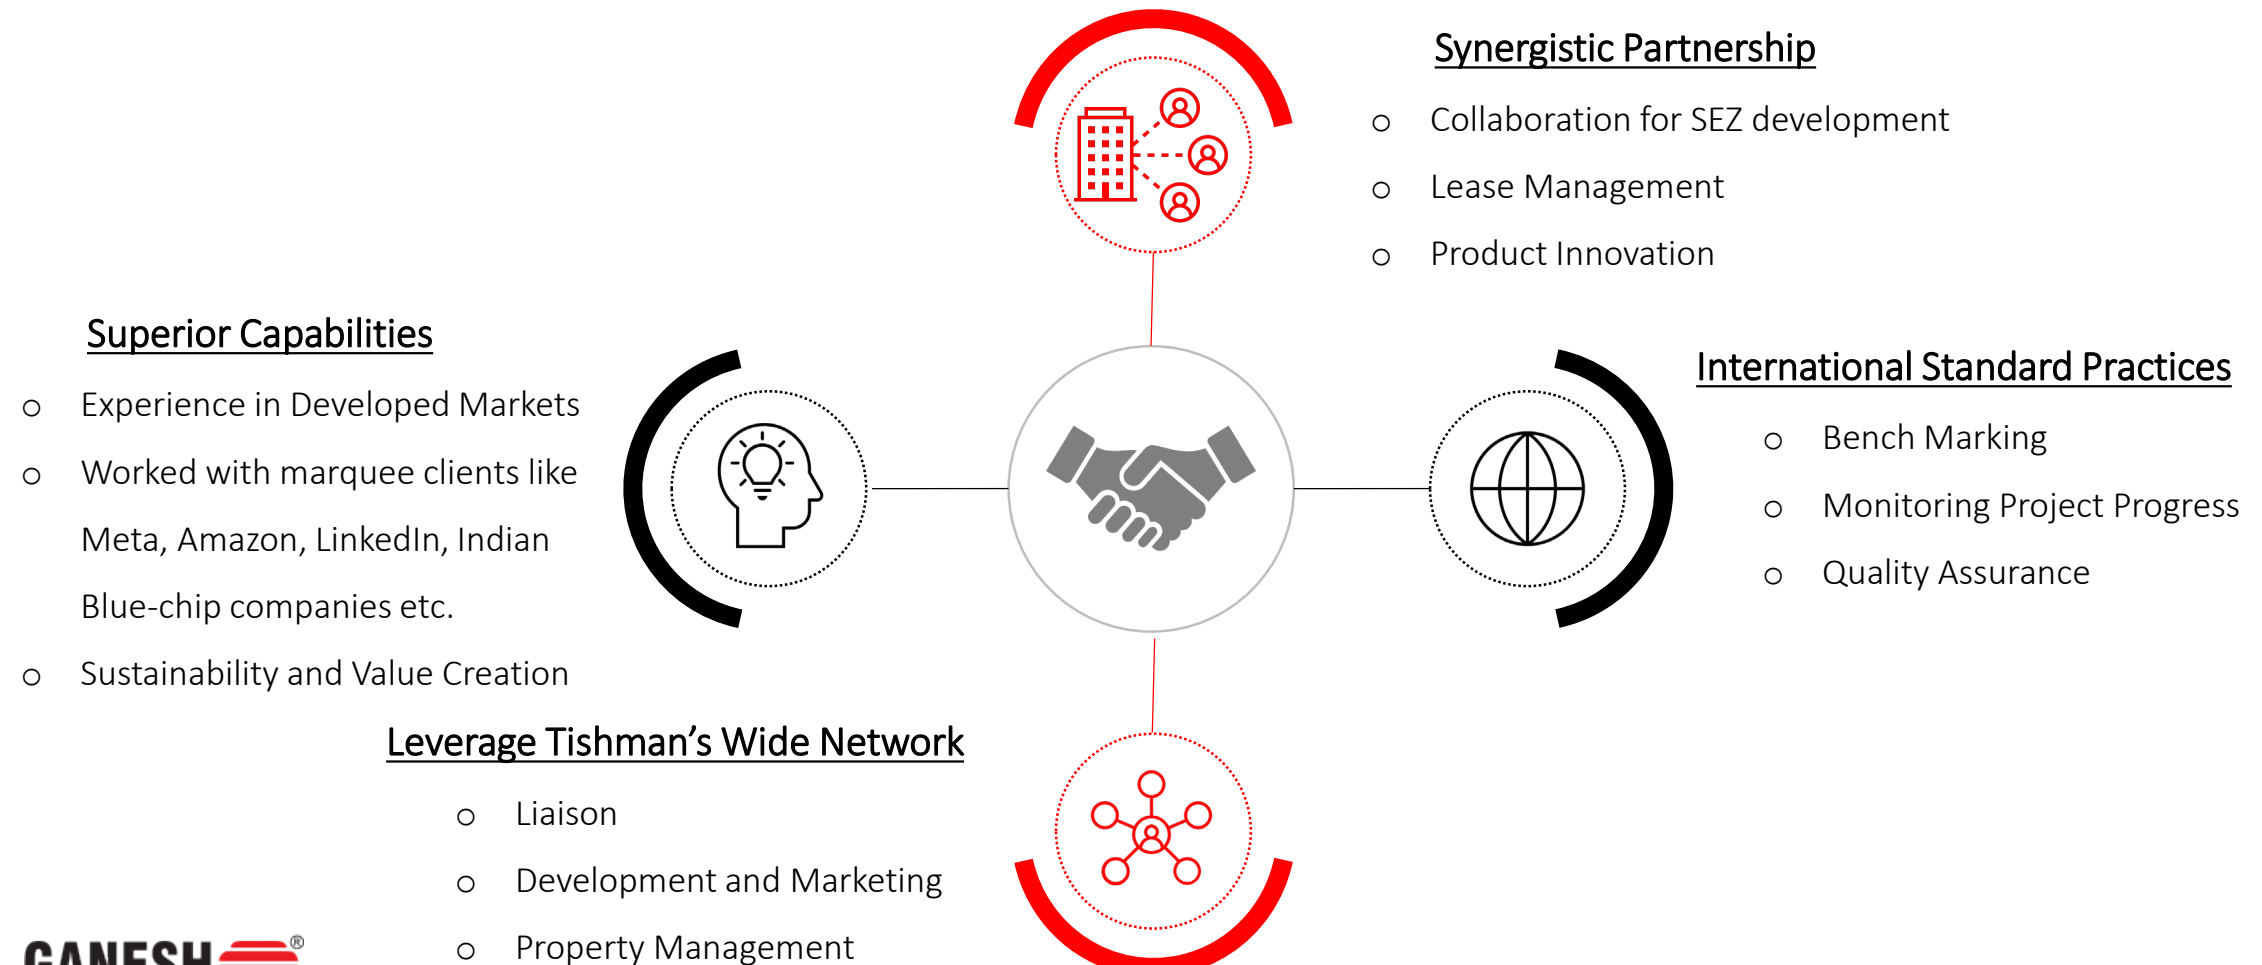 Synergistic Partnership
o Collaboration for SEZ development
o Lease Management
o Product Innovation
Superior Capabilities
o Experience in Developed Markets
o Worked with marquee clients like
Meta, Amazon, LinkedIn, Indian
Blue-chip companies etc.
o Sustainability and Value Creation
International Standard Practices
o Bench Marking
o Monitoring Project Progress
o Quality Assurance
Leverage Tishman’s Wide Network
o Liaison
o Development and Marketing
o Property Management
GANESH ®